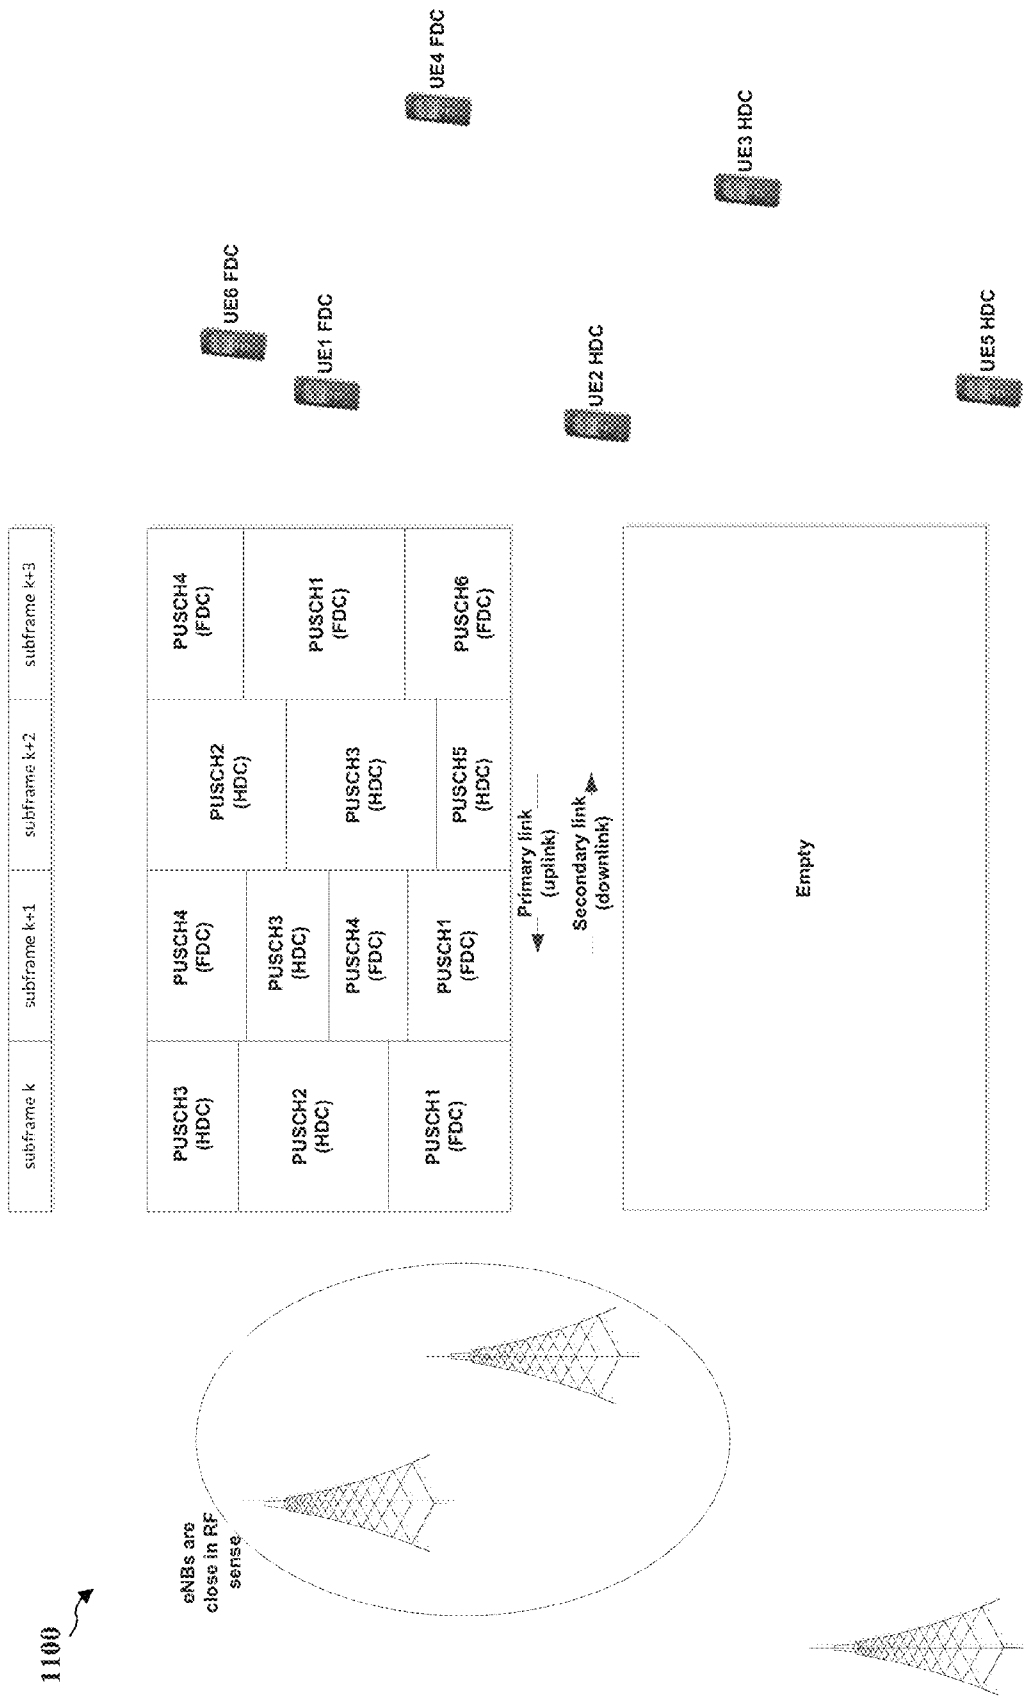 1100
eNBs are
close in RF
sense
subframe k
subframe k+1
subframe k+2
subframe k+3
PUSCH3
(HDC)
PUSCH2
(HDC)
PUSCH1
(FDC)
PUSCH4
(FDC)
PUSCH3
(HDC)
PUSCH4
(FDC)
PUSCH1
(FDC)
PUSCH2
(HDC)
PUSCH3
(HDC)
PUSCH5
(HDC)
PUSCH4
(FDC)
PUSCH1
(FDC)
PUSCH6
(FDC)
Primary link
(uplink)
Secondary link
(downlink)
Empty
UE6 FDC
UE1 FDC
UE4 FDC
UE2 HDC
UE3 HDC
UE5 HDC